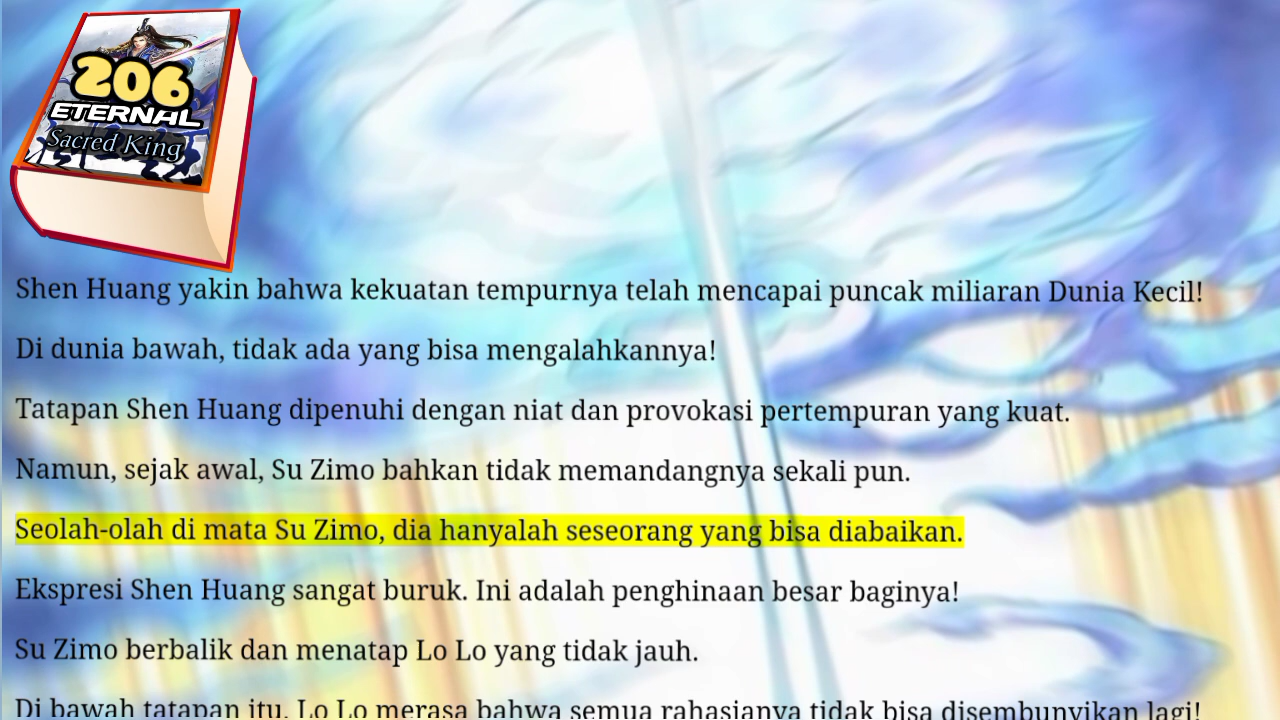 206
ETERNAL
Sacred King
Shen Huang yakin bahwa kekuatan tempurnya telah mencapai puncak miliaran Dunia Kecil!
Di dunia bawah, tidak ada yang bisa mengalahkannya!
Tatapan Shen Huang dipenuhi dengan niat dan provokasi pertempuran yang kuat.
Namun, sejak awal, Su Zimo bahkan tidak memandangnya sekali pun.
Seolah-olah di mata Su Zimo, dia hanyalah seseorang yang bisa diabaikan.
Ekspresi Shen Huang sangat buruk. Ini adalah penghinaan besar baginya!
Su Zimo berbalik dan menatap Lo Lo yang tidak jauh.
Di bawah tatapan itu, Lo Lo merasa bahwa semua rahasianya tidak bisa disembunyikan lagi!